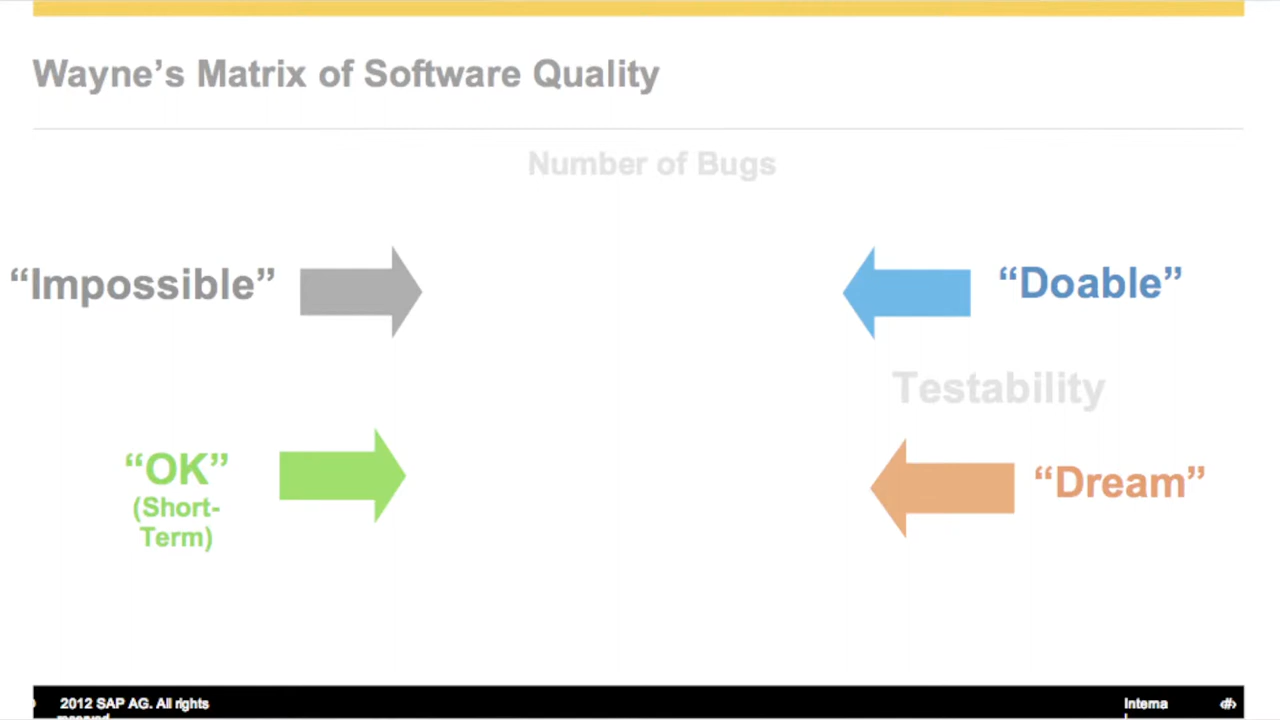 Wayne’s Matrix of Software Quality
Number of Bugs
“Impossible”
“Doable”
Testability
“OK”
(Short-
Term)
“Dream”
2012 SAP AG. All rights
reserved
Interna
l
‹#›